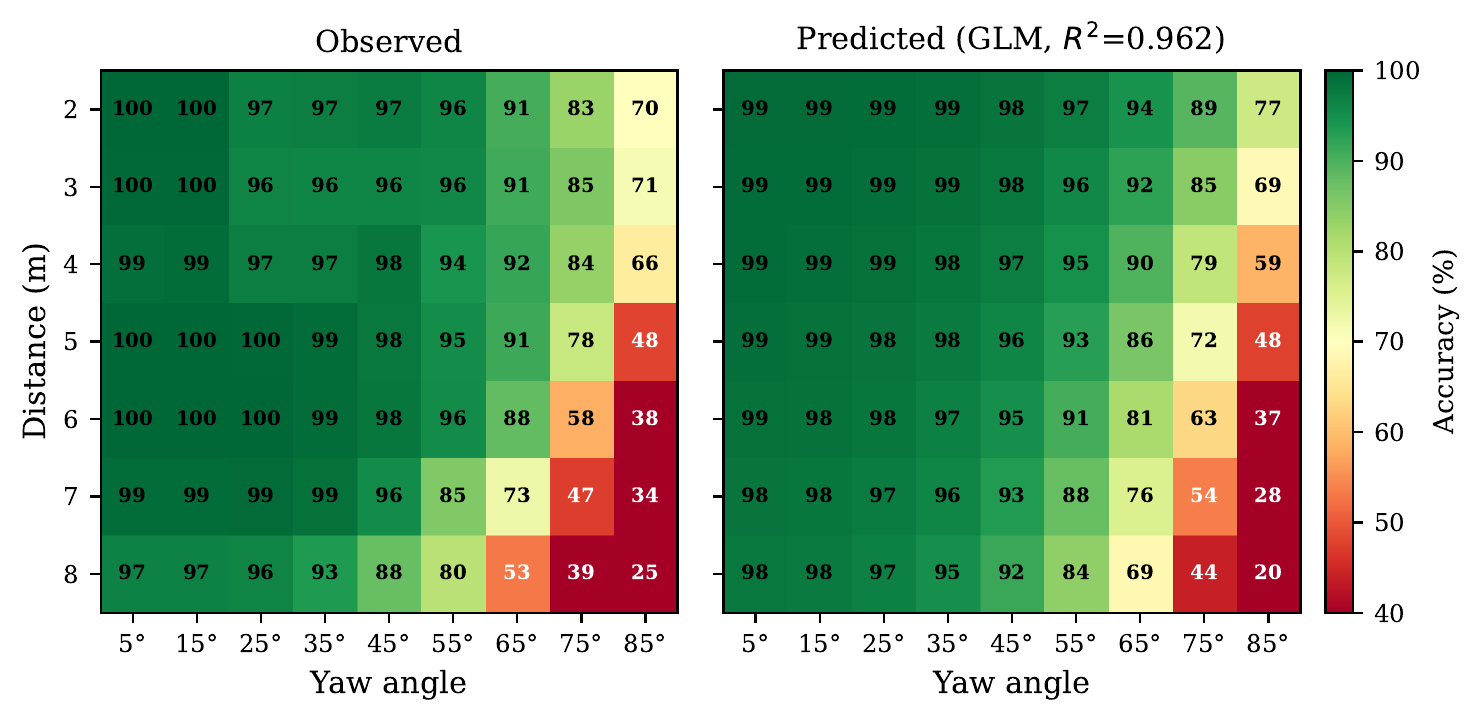 Observed
Predicted (GLM, R²=0.962)
Distance (m)
2 100 100 97 97 97 96 91 83 70
3 100 100 96 96 96 96 91 85 71
4 99 99 97 97 98 94 92 84 66
5 100 100 100 99 98 95 91 78 48
6 100 100 100 99 98 96 88 58 38
7 99 99 99 99 96 85 73 47 34
8 97 97 96 93 88 80 53 39 25
5° 15° 25° 35° 45° 55° 65° 75° 85°
Yaw angle
99 99 99 99 98 97 94 89 77
99 99 99 99 98 96 92 85 69
99 99 99 98 97 95 90 79 59
99 99 98 98 96 93 86 72 48
99 98 98 97 95 91 81 63 37
98 98 97 96 93 88 76 54 28
98 98 97 95 92 84 69 44 20
5° 15° 25° 35° 45° 55° 65° 75° 85°
Yaw angle
100
90
80
70
60
50
40
Accuracy (%)